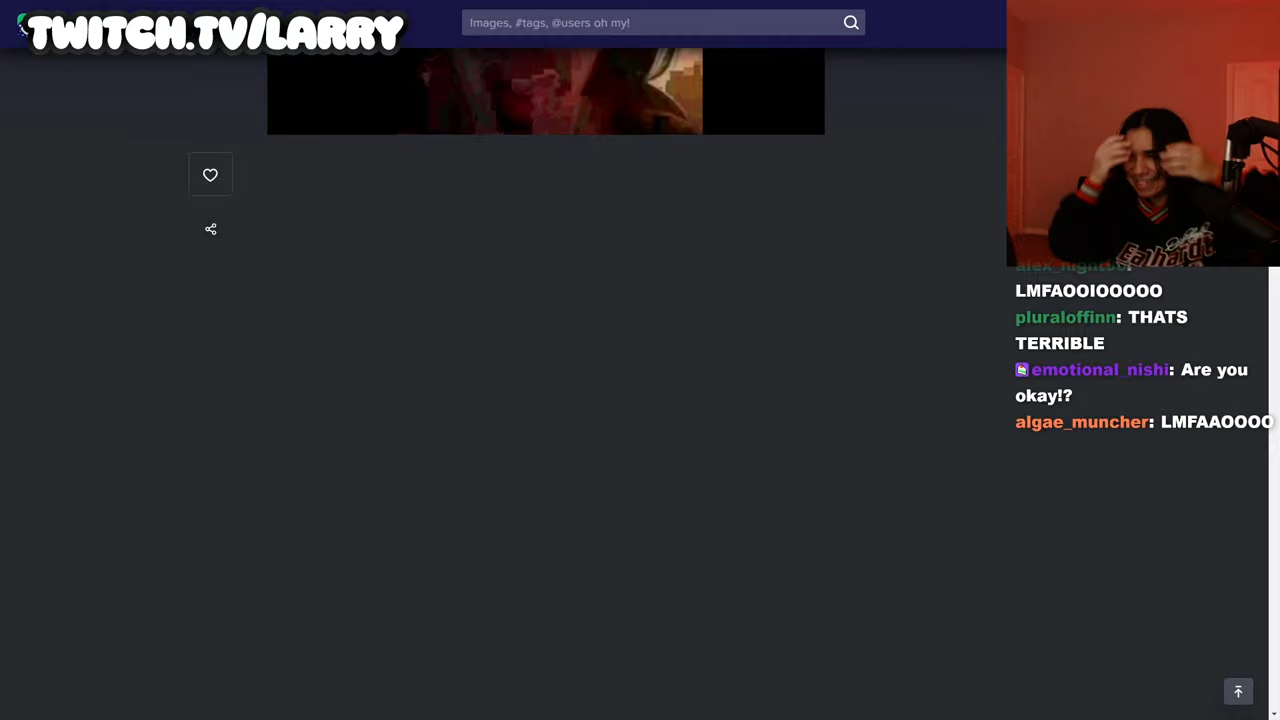 TWITCH.TV/LARRY
Images, #tags, @users oh my!
LMFAOOIOOOOO
pluraloffinn: THATS
TERRIBLE
emotional_nishi: Are you
okay!?
algae_muncher: LMFAAOOOO